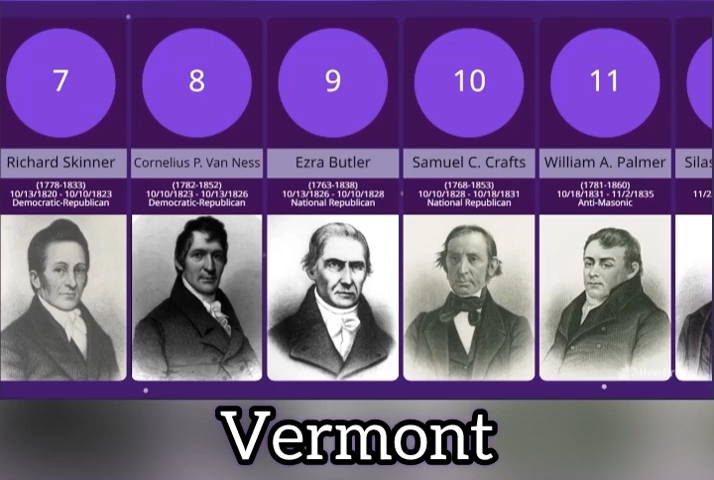 7
8
9
10
11
Richard Skinner
Cornelius P. Van Ness
Ezra Butler
Samuel C. Crafts
William A. Palmer
Silas
(1778-1833)
10/13/1820 - 10/10/1823
Democratic-Republican
(1782-1852)
10/10/1823 - 10/13/1826
Democratic-Republican
(1763-1838)
10/13/1826 - 10/10/1828
National Republican
(1768-1853)
10/10/1828 - 10/18/1831
National Republican
(1781-1860)
10/18/1831 - 11/2/1835
Anti-Masonic
11/2
Vermont